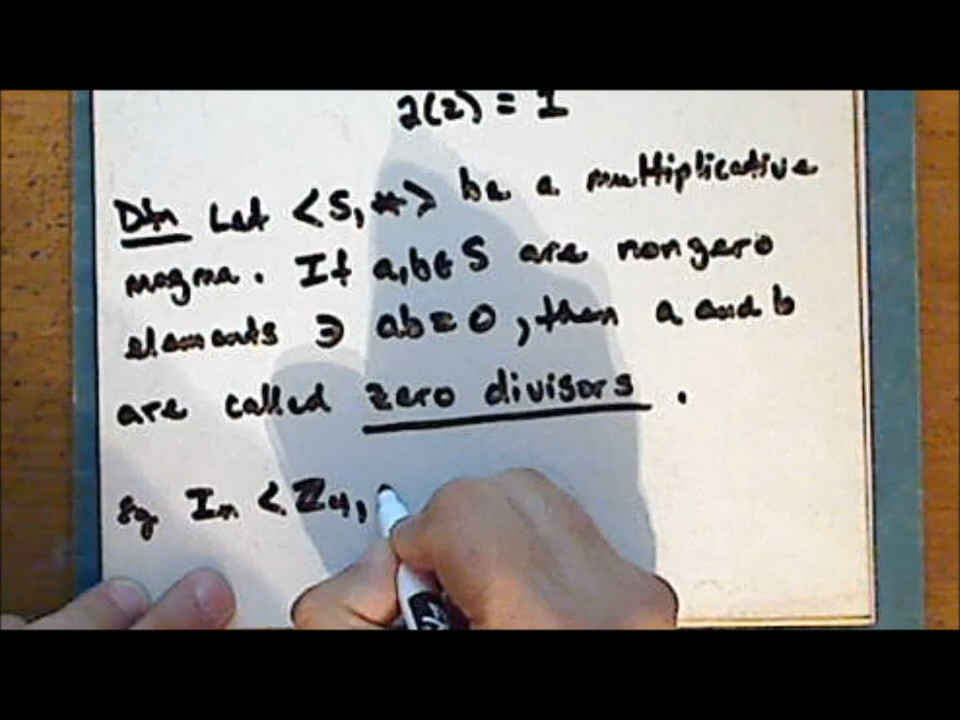 2(2) = 1
Dfn Let <S, *> be a multiplicative
magma. If a,b∈S are nonzero
elements ∋ ab=0, then a and b
are called zero divisors.
eg In <ℤ₄,